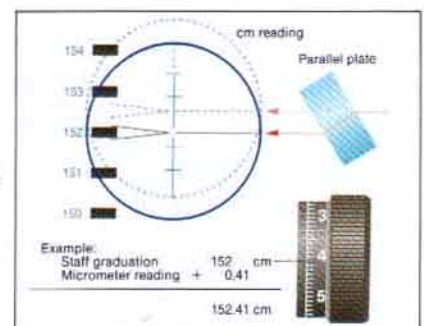 cm reading
Parallel plate
154
153
152
151
150
3
4
5
Example:
Staff graduation 152 cm
Micrometer reading + 0,41
152.41 cm